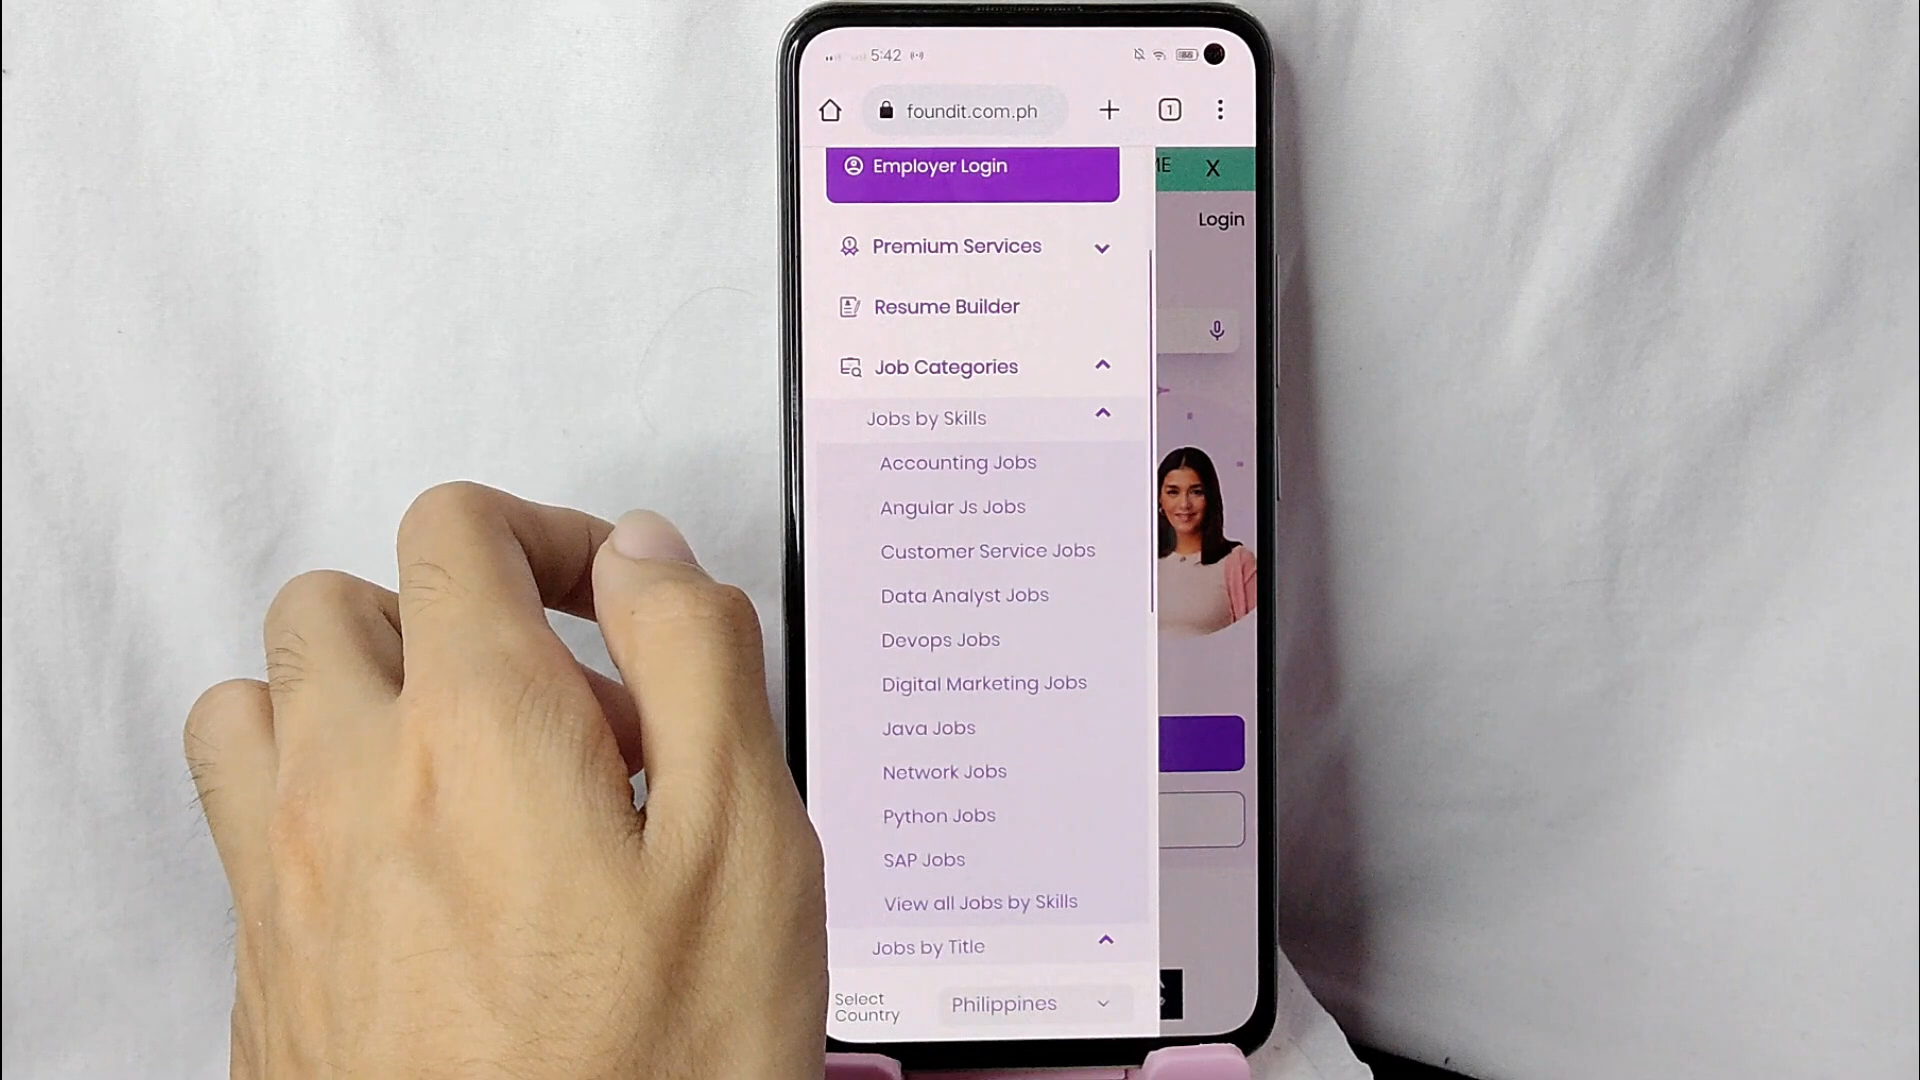 5:42
foundit.com.ph
1
Employer Login
ME
X
Login
Premium Services
Resume Builder
Job Categories
Jobs by Skills
Accounting Jobs
Angular Js Jobs
Customer Service Jobs
Data Analyst Jobs
Devops Jobs
Digital Marketing Jobs
Java Jobs
Network Jobs
Python Jobs
SAP Jobs
View all Jobs by Skills
Jobs by Title
Select
Country
Philippines